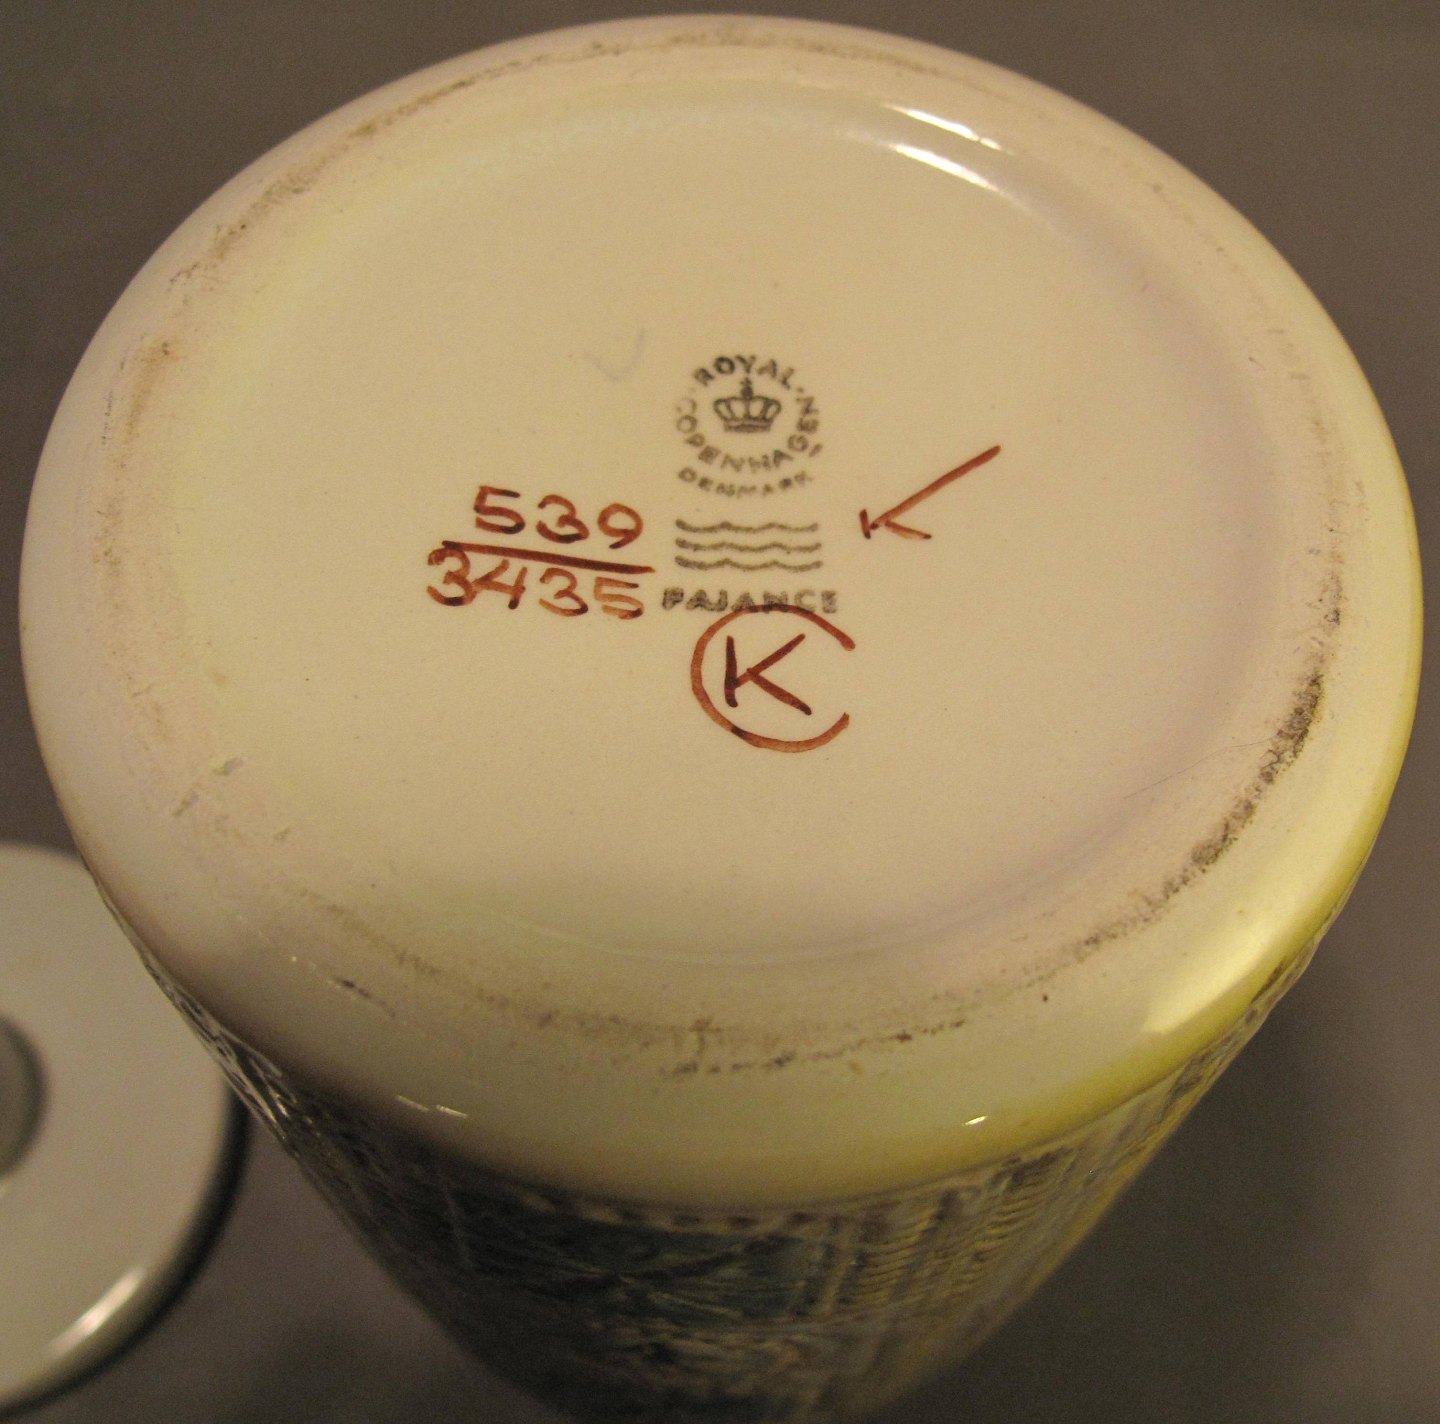 ROYAL
COPENHAGEN
DENMARK
539
3435
K
FAJANCE
K